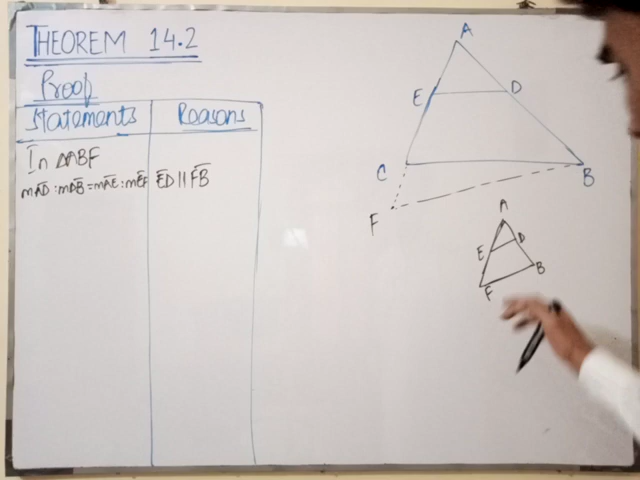 THEOREM 14.2
Proof
Statements Reasons
In △ABF
mAD : mDB = mAE : mEF ED || FB
A
E D
C B
F
A
E D
B
F